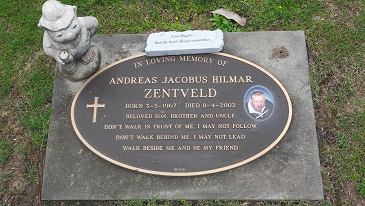 IN LOVING MEMORY OF
ANDREAS JACOBUS HILMAR
ZENTVELD
BORN 3-5-1967 DIED 8-4-2002
BELOVED SON, BROTHER AND UNCLE
DON'T WALK IN FRONT OF ME, I MAY NOT FOLLOW
DON'T WALK BEHIND ME, I MAY NOT LEAD
WALK BESIDE ME AND BE MY FRIEND